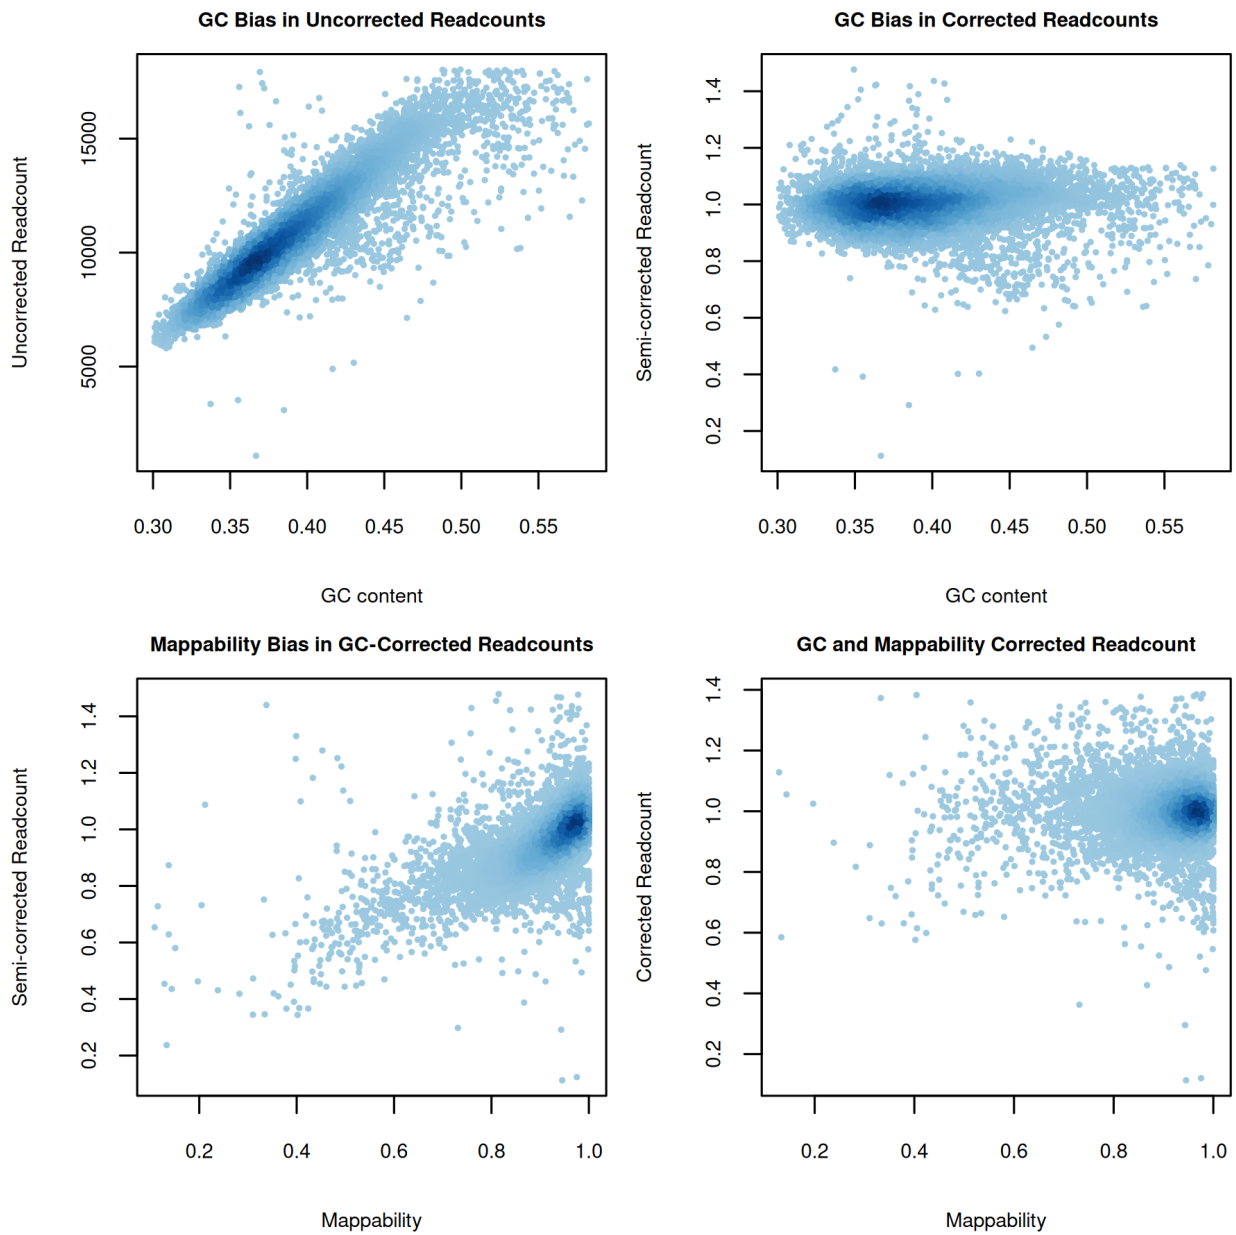 GC Bias in Uncorrected Readcounts
Uncorrected Readcount
15000
10000
5000
0.30 0.35 0.40 0.45 0.50 0.55
GC content
GC Bias in Corrected Readcounts
Semi-corrected Readcount
1.4
1.2
1.0
0.8
0.6
0.4
0.2
0.30 0.35 0.40 0.45 0.50 0.55
GC content
Mappability Bias in GC-Corrected Readcounts
Semi-corrected Readcount
1.4
1.2
1.0
0.8
0.6
0.4
0.2
0.2 0.4 0.6 0.8 1.0
Mappability
GC and Mappability Corrected Readcount
Corrected Readcount
1.4
1.2
1.0
0.8
0.6
0.4
0.2
0.2 0.4 0.6 0.8 1.0
Mappability